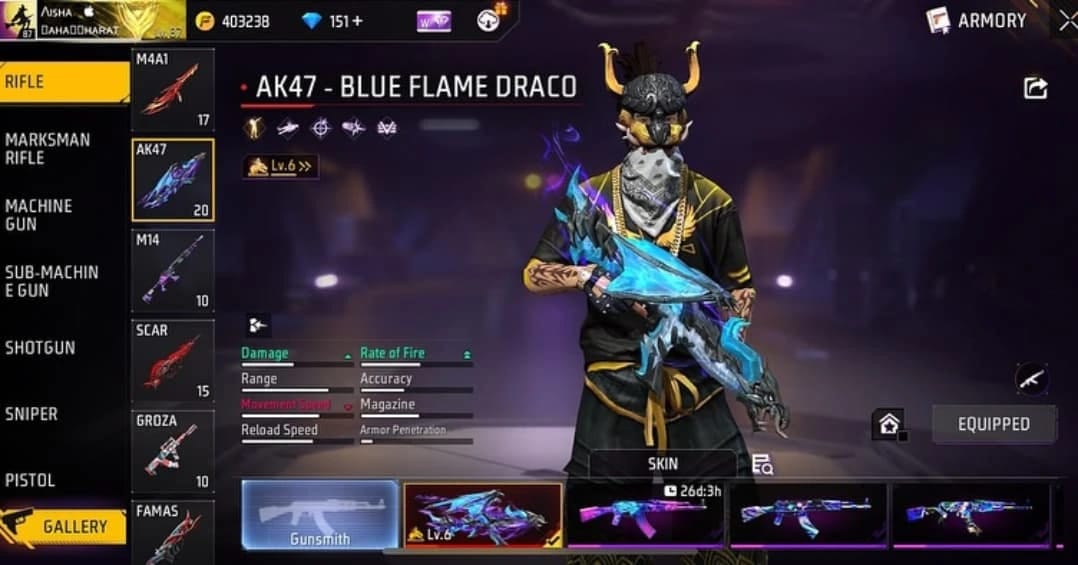 AISHA
403238
151+
ARMORY
87
RIFLE
MARKSMAN
RIFLE
MACHINE
GUN
SUB-MACHIN
E GUN
SHOTGUN
SNIPER
PISTOL
GALLERY
M4A1
17
AK47
20
M14
10
SCAR
15
GROZA
10
FAMAS
AK47 - BLUE FLAME DRACO
Lv.6
Damage
Rate of Fire
Range
Accuracy
Movement Speed
Magazine
Reload Speed
Armor Penetration
EQUIPPED
SKIN
26d:3h
Gunsmith
Lv.6